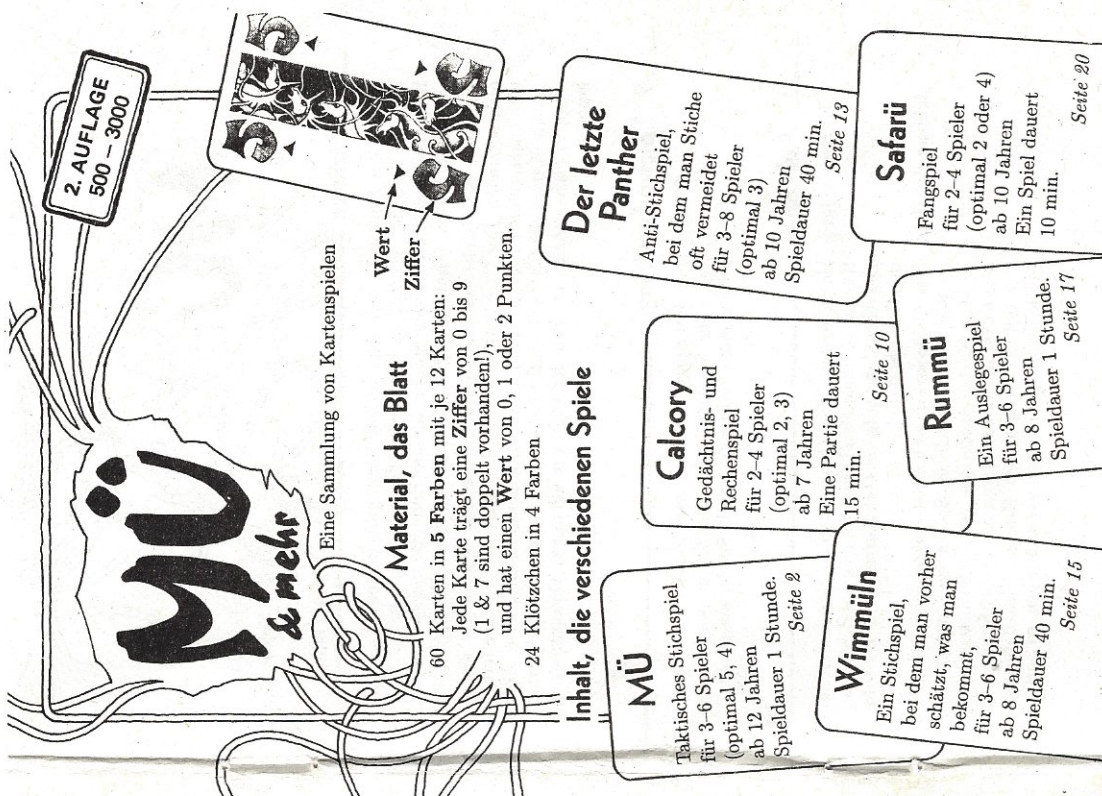 2. AUFLAGE
500 – 3000
MÜ
& mehr
Eine Sammlung von Kartenspielen
Material, das Blatt
Wert
Ziffer
60 Karten in 5 Farben mit je 12 Karten:
Jede Karte trägt eine Ziffer von 0 bis 9
(1 & 7 sind doppelt vorhanden!),
und hat einen Wert von 0, 1 oder 2 Punkten.
24 Klötzchen in 4 Farben
Inhalt, die verschiedenen Spiele
MÜ
Taktisches Stichspiel
für 3–6 Spieler
(optimal 5, 4)
ab 12 Jahren
Spieldauer 1 Stunde.
Seite 2
Calcory
Gedächtnis- und
Rechenspiel
für 2–4 Spieler
(optimal 2, 3)
ab 7 Jahren
Eine Partie dauert
15 min.
Seite 10
Der letzte
Panther
Anti-Stichspiel,
bei dem man Stiche
oft vermeidet
für 3–8 Spieler
(optimal 3)
ab 10 Jahren
Spieldauer 40 min.
Seite 13
Wimmüln
Ein Stichspiel,
bei dem man vorher
schätzt, was man
bekommt,
für 3–6 Spieler
ab 8 Jahren
Spieldauer 40 min.
Seite 15
Rummü
Ein Auslegespiel
für 3–6 Spieler
ab 8 Jahren
Spieldauer 1 Stunde.
Seite 17
Safarü
Fangspiel
für 2–4 Spieler
(optimal 2 oder 4)
ab 10 Jahren
Ein Spiel dauert
10 min.
Seite 20